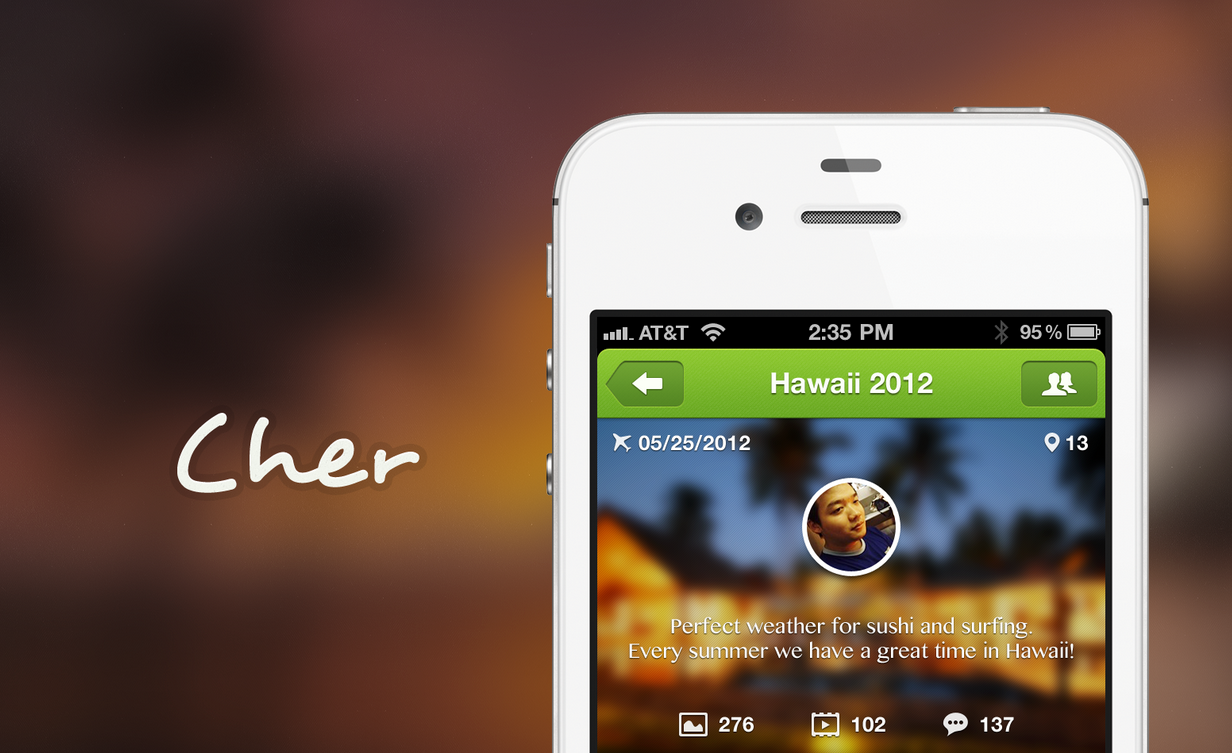 Cher
AT&T 2:35 PM 95%
Hawaii 2012
05/25/2012 13
Perfect weather for sushi and surfing.
Every summer we have a great time in Hawaii!
276 102 137